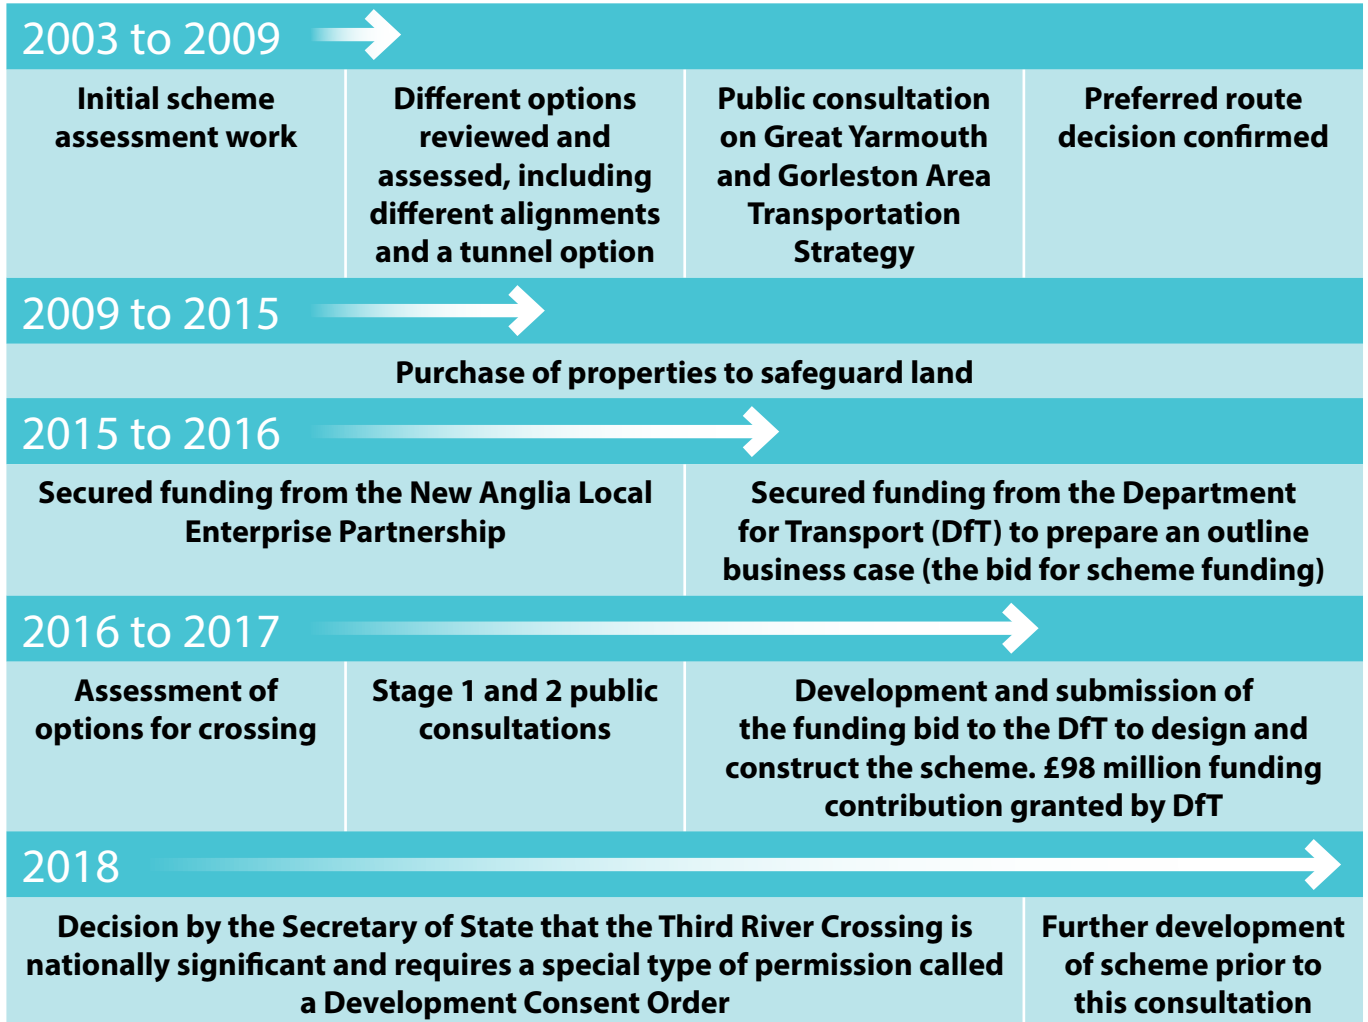 2003 to 2009
Initial scheme
assessment work
Different options
reviewed and
assessed, including
different alignments
and a tunnel option
Public consultation
on Great Yarmouth
and Gorleston Area
Transportation
Strategy
Preferred route
decision confirmed
2009 to 2015
Purchase of properties to safeguard land
2015 to 2016
Secured funding from the New Anglia Local
Enterprise Partnership
Secured funding from the Department
for Transport (DfT) to prepare an outline
business case (the bid for scheme funding)
2016 to 2017
Assessment of
options for crossing
Stage 1 and 2 public
consultations
Development and submission of
the funding bid to the DfT to design and
construct the scheme. £98 million funding
contribution granted by DfT
2018
Decision by the Secretary of State that the Third River Crossing is
nationally significant and requires a special type of permission called
a Development Consent Order
Further development
of scheme prior to
this consultation